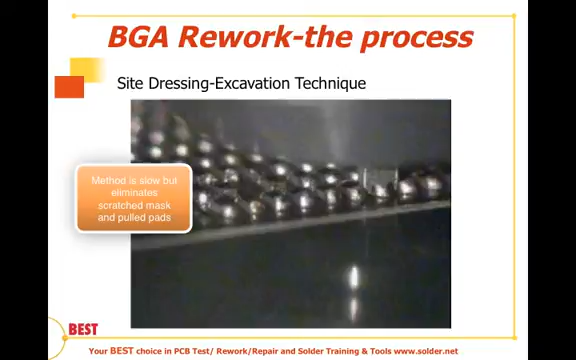 BGA Rework-the process
Site Dressing-Excavation Technique
Method is slow but
eliminates
scratched mask
and pulled pads
BEST
Your BEST choice in PCB Test/ Rework/Repair and Solder Training & Tools www.solder.net